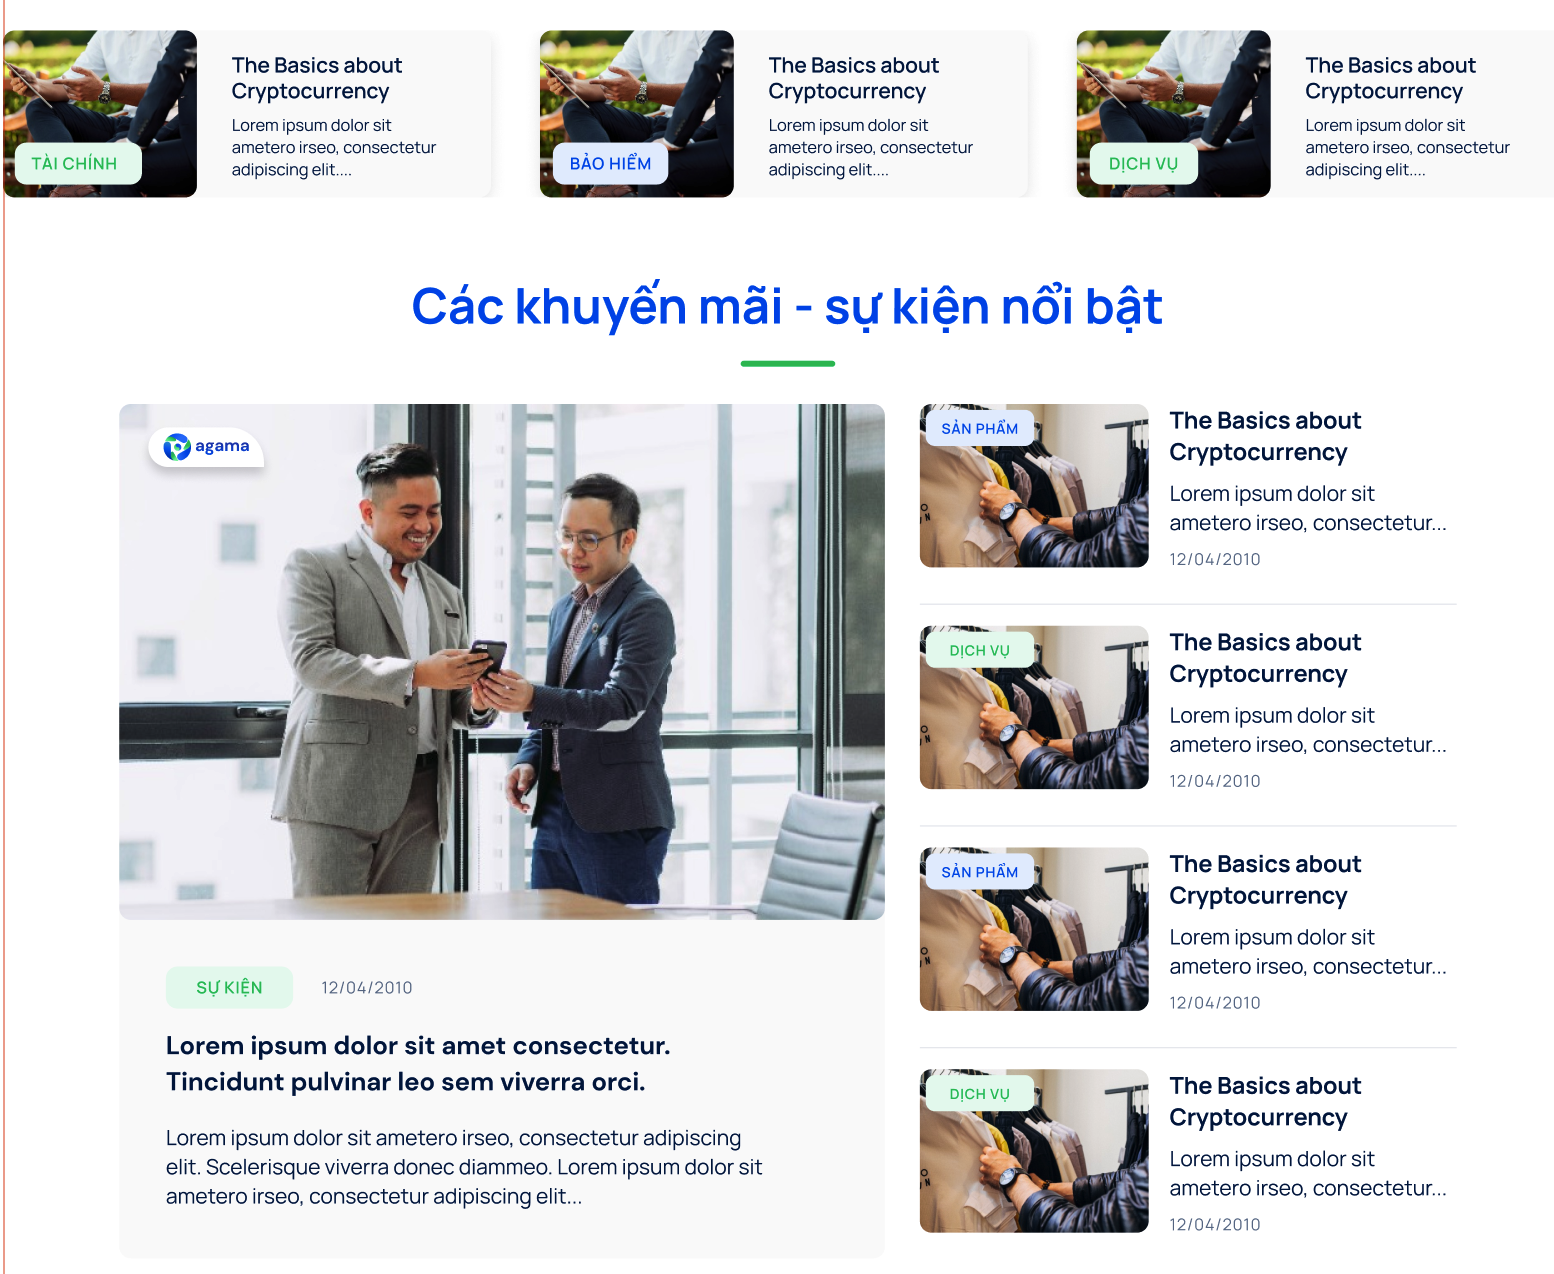 TÀI CHÍNH
The Basics about
Cryptocurrency
Lorem ipsum dolor sit
ametero irseo, consectetur
adipiscing elit....
BẢO HIỂM
The Basics about
Cryptocurrency
Lorem ipsum dolor sit
ametero irseo, consectetur
adipiscing elit....
DỊCH VỤ
The Basics about
Cryptocurrency
Lorem ipsum dolor sit
ametero irseo, consectetur
adipiscing elit....
Các khuyến mãi - sự kiện nổi bật
agama
SỰ KIỆN
12/04/2010
Lorem ipsum dolor sit amet consectetur.
Tincidunt pulvinar leo sem viverra orci.
Lorem ipsum dolor sit ametero irseo, consectetur adipiscing
elit. Scelerisque viverra donec diammeo. Lorem ipsum dolor sit
ametero irseo, consectetur adipiscing elit...
SẢN PHẨM
The Basics about
Cryptocurrency
Lorem ipsum dolor sit
ametero irseo, consectetur...
12/04/2010
DỊCH VỤ
The Basics about
Cryptocurrency
Lorem ipsum dolor sit
ametero irseo, consectetur...
12/04/2010
SẢN PHẨM
The Basics about
Cryptocurrency
Lorem ipsum dolor sit
ametero irseo, consectetur...
12/04/2010
DỊCH VỤ
The Basics about
Cryptocurrency
Lorem ipsum dolor sit
ametero irseo, consectetur...
12/04/2010